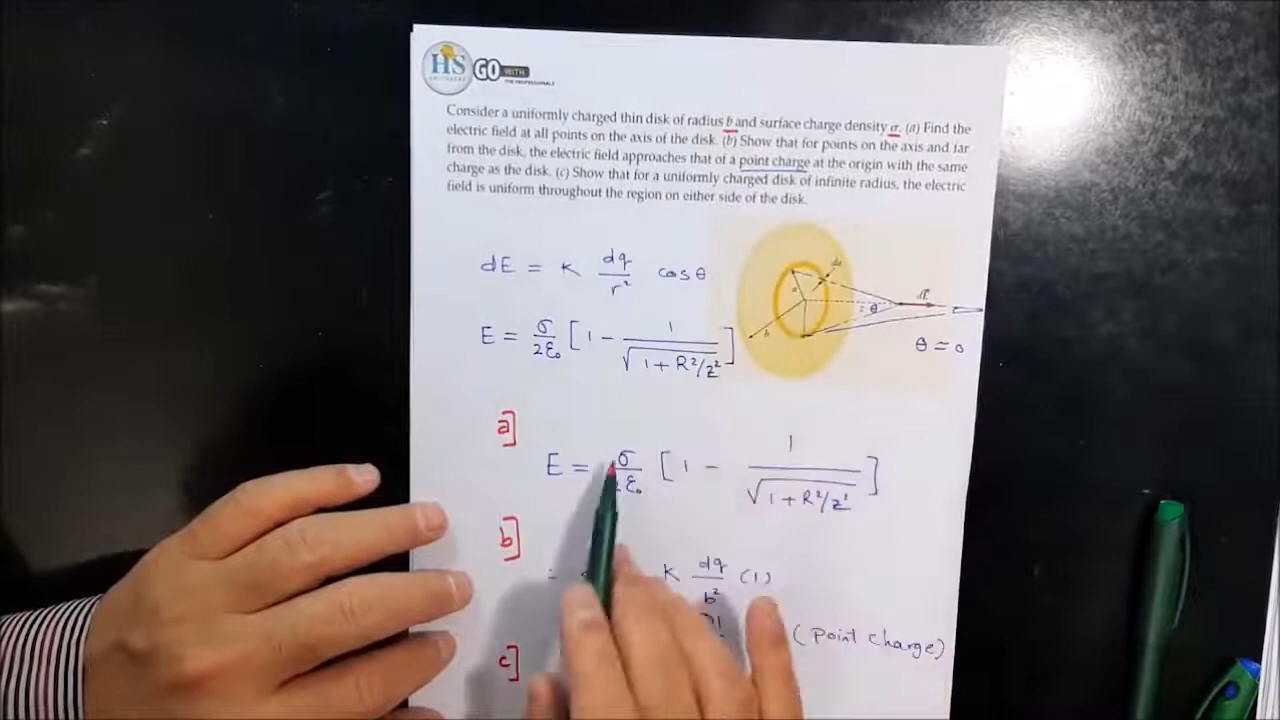 HS
GO WITH
THE PROFESSIONALS
Consider a uniformly charged thin disk of radius b and surface charge density σ. (a) Find the
electric field at all points on the axis of the disk. (b) Show that for points on the axis and far
from the disk, the electric field approaches that of a point charge at the origin with the same
charge as the disk. (c) Show that for a uniformly charged disk of infinite radius, the electric
field is uniform throughout the region on either side of the disk.
dE = K dq/r² cosθ
E = σ/2ε₀ [1 - 1/√(1+R²/z²)]
a
b
θ
dE
θ ≈ 0
a]
E = σ/2ε₀ [1 - 1/√(1+R²/z²)]
b]
= K dq/b² (1)
(Point Charge)
c]